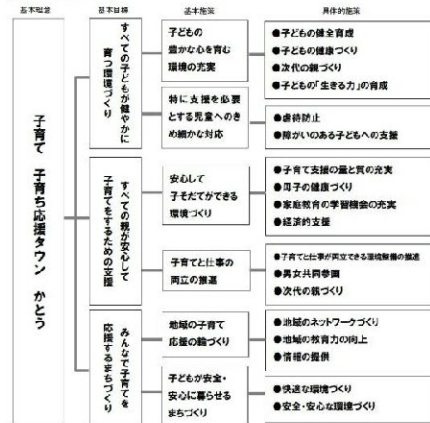 基本理念
基本目標
基本施策
具体的施策
子育て 子育ち応援タウン かとう
すべての子どもが健やかに
育つ環境づくり
子どもの
豊かな心を育む
環境の充実
●子どもの健全育成
●子どもの健康づくり
●次代の親づくり
●子どもの「生きる力」の育成
特に支援を必要
とする児童へのき
め細かな対応
●虐待防止
●障がいのある子どもへの支援
すべての親が安心して
子育てをするための支援
安心して
子そだてができる
環境づくり
●子育て支援の量と質の充実
●母子の健康づくり
●家庭教育の学習機会の充実
●経済的支援
子育てと仕事の
両立の推進
●子育てと仕事が両立できる環境整備の推進
●男女共同参画
●次代の親づくり
みんなで子育てを
応援するまちづくり
地域の子育て
応援の輪づくり
●地域のネットワークづくり
●地域の教育力の向上
●情報の提供
子どもが安全・
安心に暮らせる
まちづくり
●快適な環境づくり
●安全・安心な環境づくり